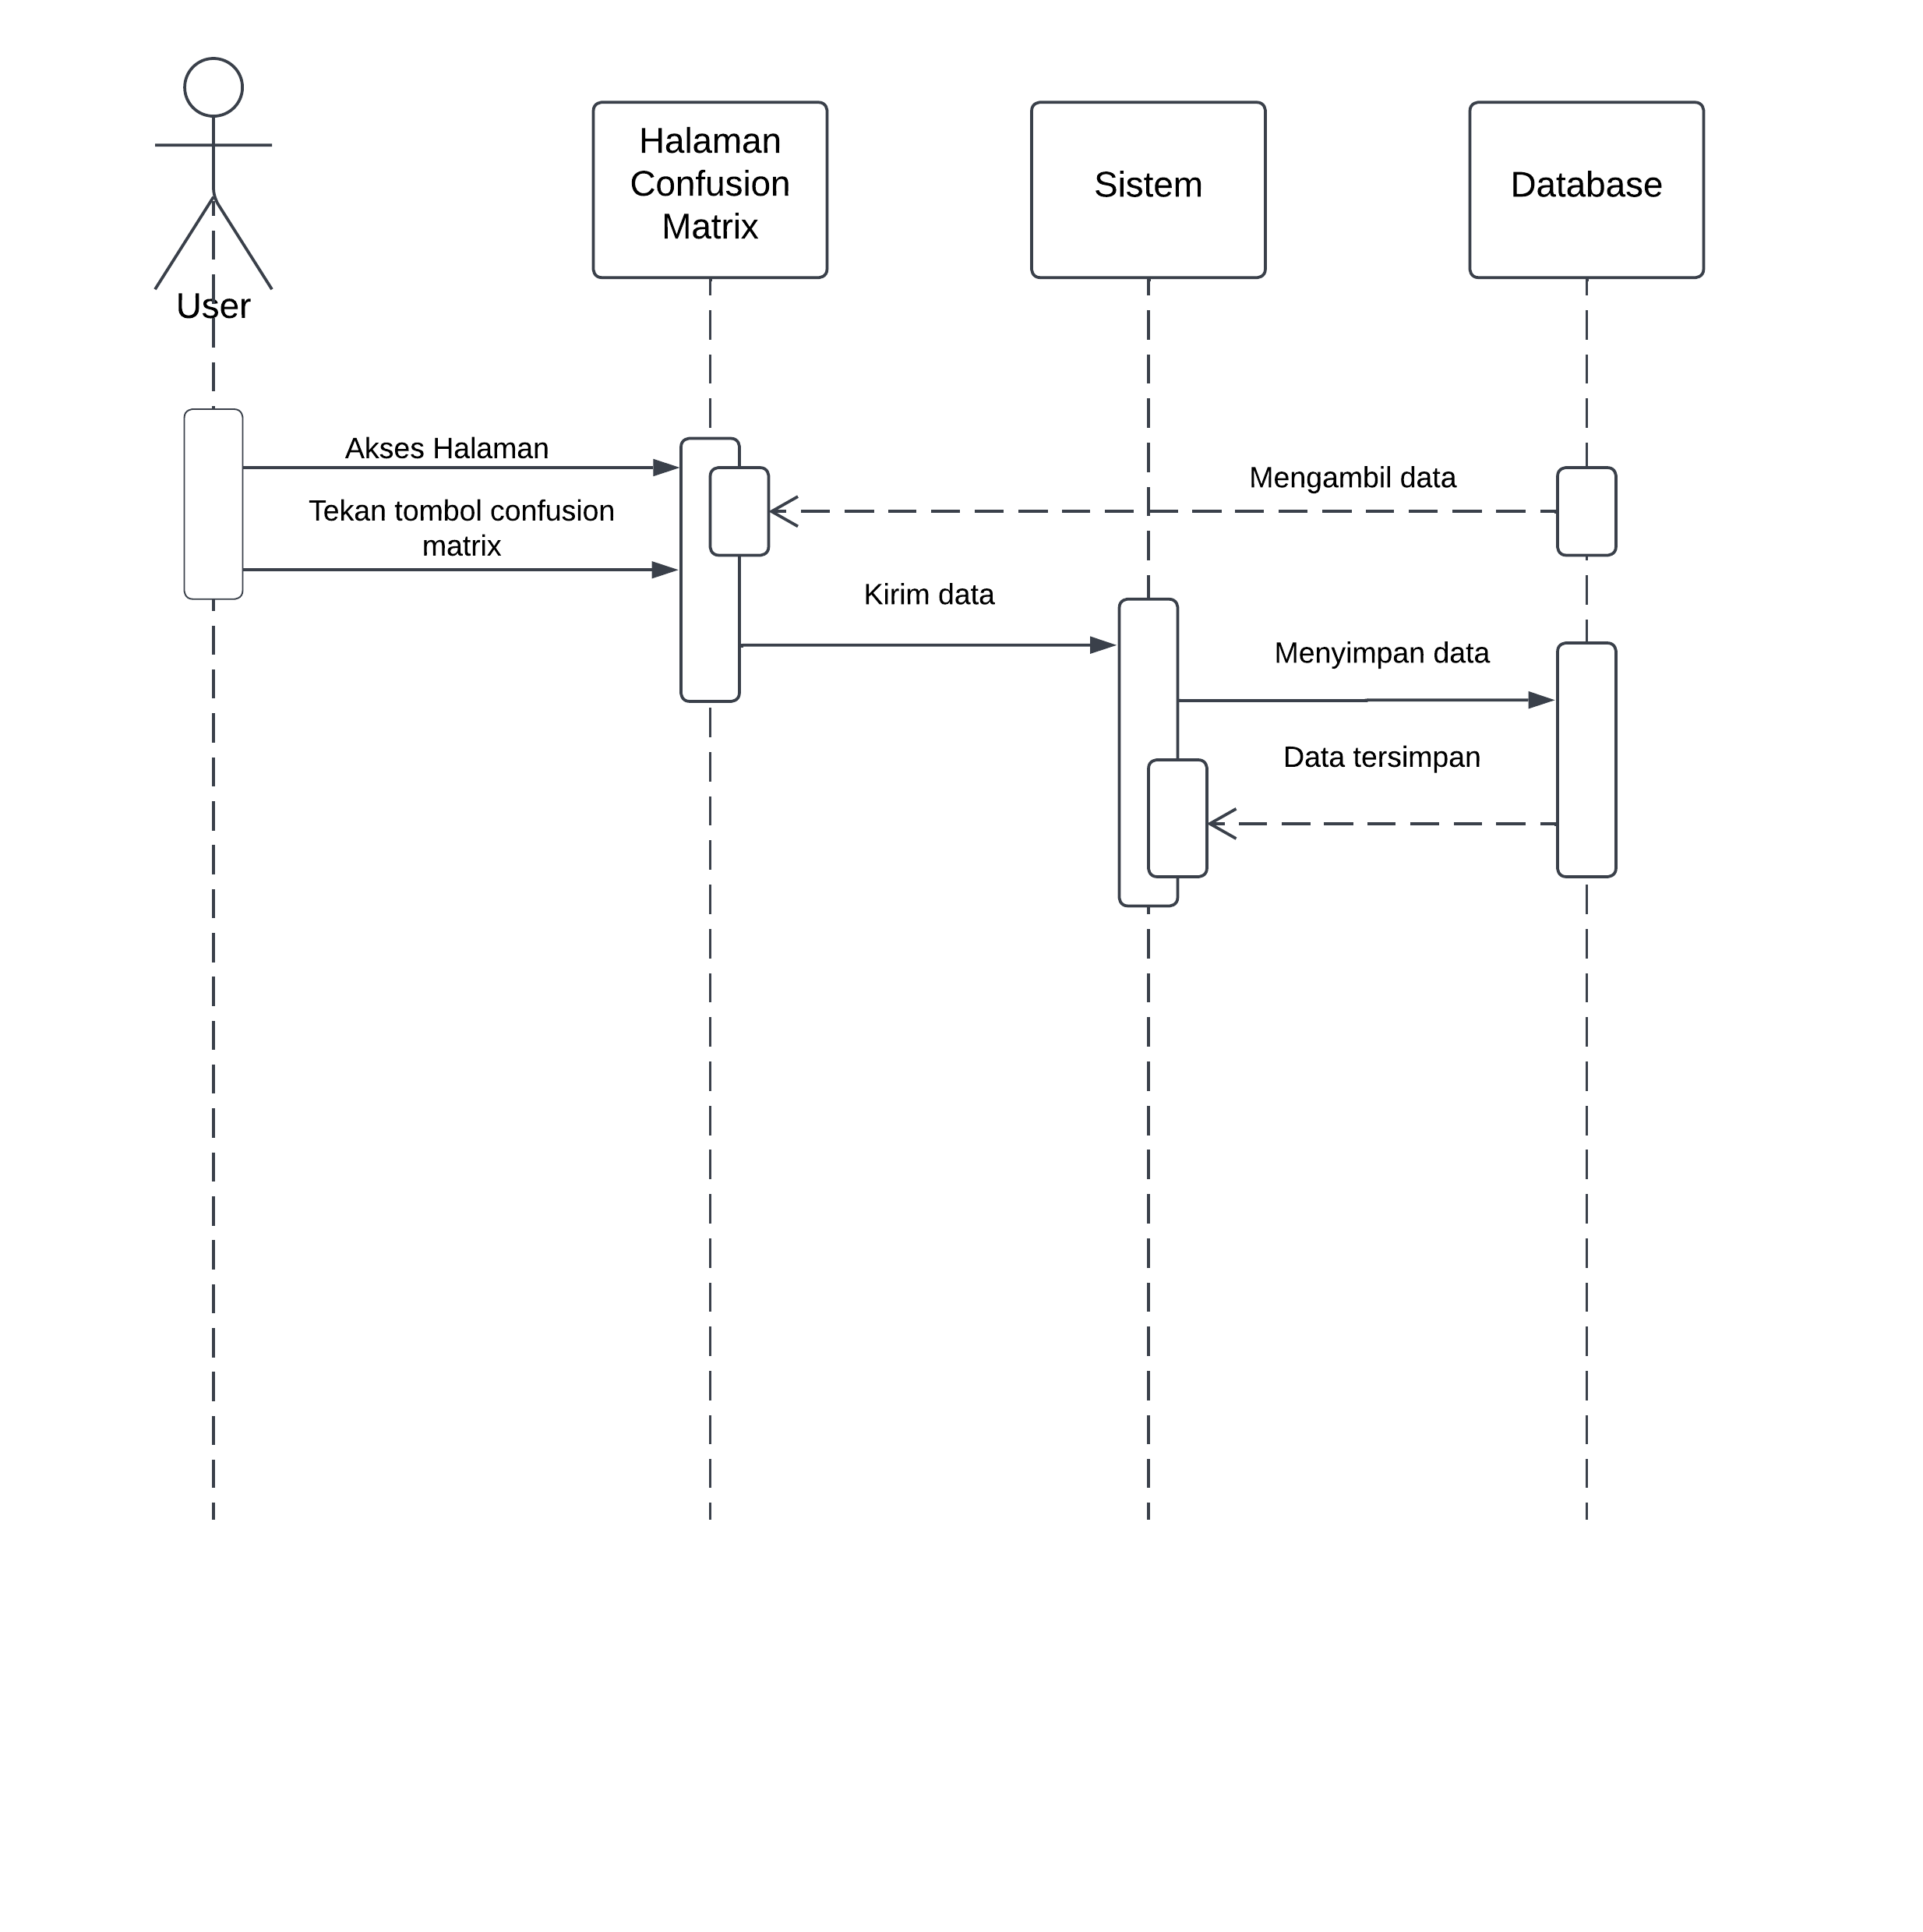 Halaman
Confusion
Matrix
Sistem
Database
User
Akses Halaman
Mengambil data
Tekan tombol confusion
matrix
Kirim data
Menyimpan data
Data tersimpan